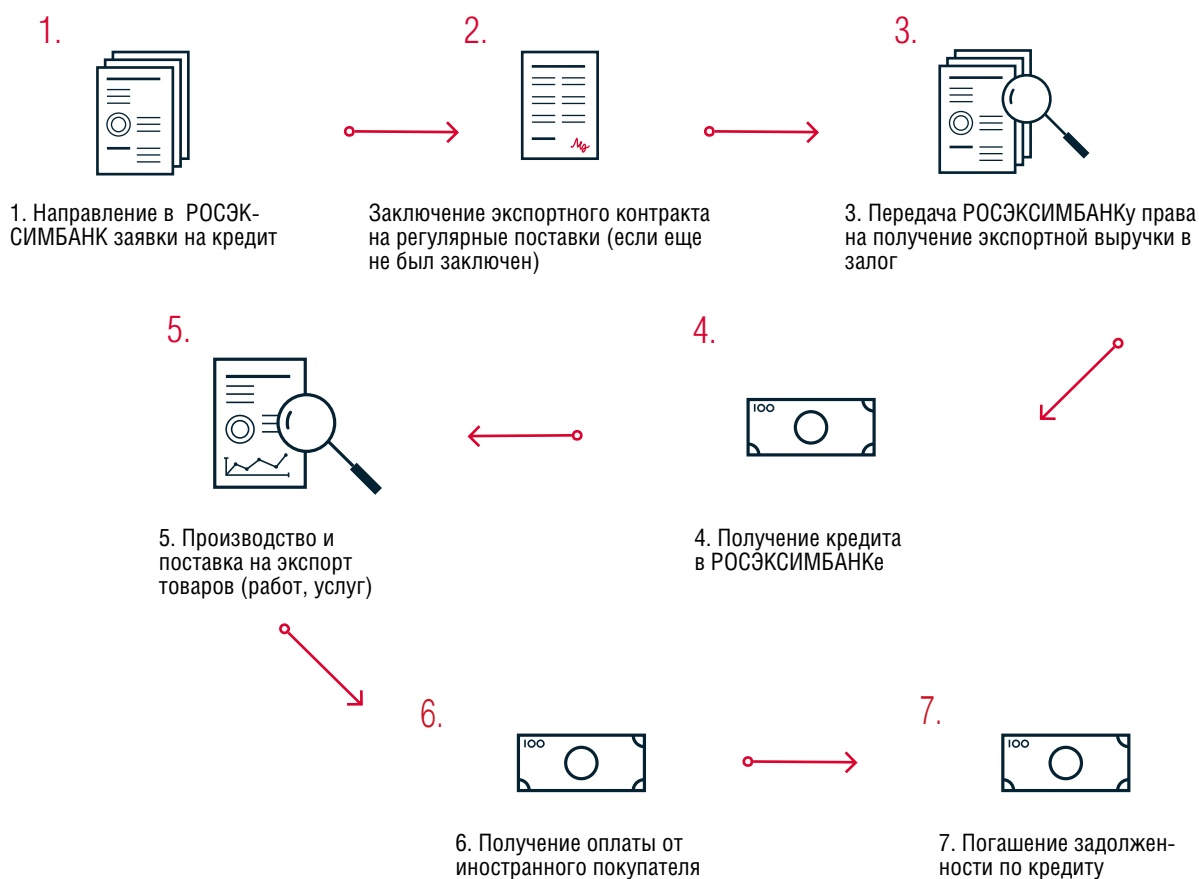 1.
2.
3.
1. Направление в РОСЭК-
СИМБАНК заявки на кредит
Заключение экспортного контракта
на регулярные поставки (если еще
не был заключен)
3. Передача РОСЭКСИМБАНКу права
на получение экспортной выручки в
залог
5.
4.
100
5. Производство и
поставка на экспорт
товаров (работ, услуг)
4. Получение кредита
в РОСЭКСИМБАНКе
6.
7.
100
100
6. Получение оплаты от
иностранного покупателя
7. Погашение задолжен-
ности по кредиту